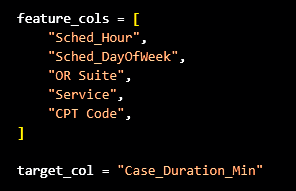 feature_cols = [
"Sched_Hour",
"Sched_DayOfWeek",
"OR Suite",
"Service",
"CPT Code",
]
target_col = "Case_Duration_Min"